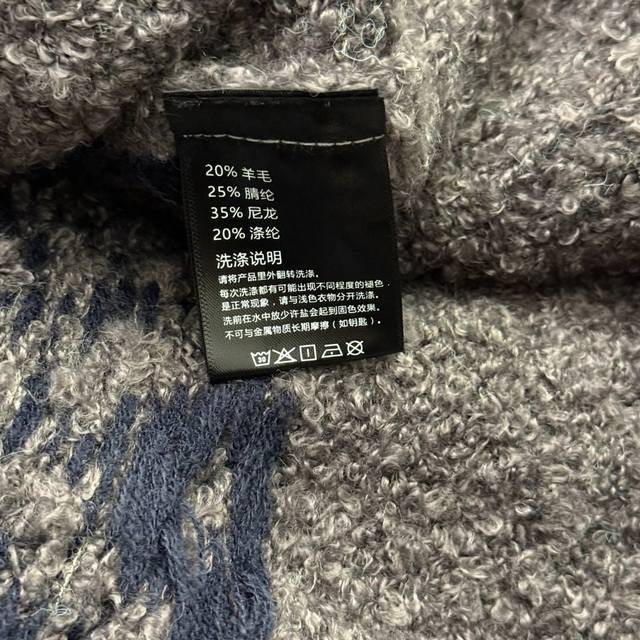 20% 羊毛
25% 腈纶
35% 尼龙
20% 涤纶
洗涤说明
请将产品里外翻转洗涤.
每次洗涤都有可能出现不同程度的褪色,
是正常现象, 请与浅色衣物分开洗涤.
洗前在水中放少许盐会起到固色效果.
不可与金属物质长期摩擦 (如钥匙).
30